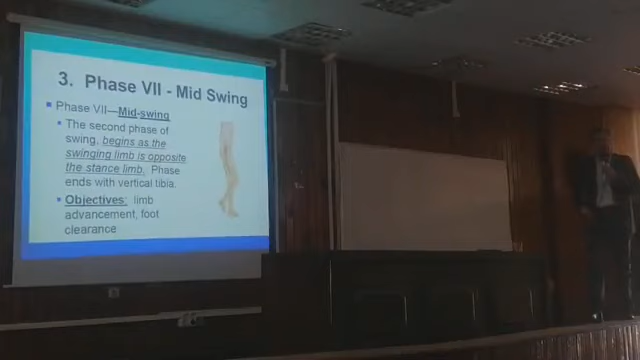 3. Phase VII - Mid Swing
Phase VII—Mid-swing
The second phase of
swing, begins as the
swinging limb is opposite
the stance limb. Phase
ends with vertical tibia.
Objectives: limb
advancement, foot
clearance